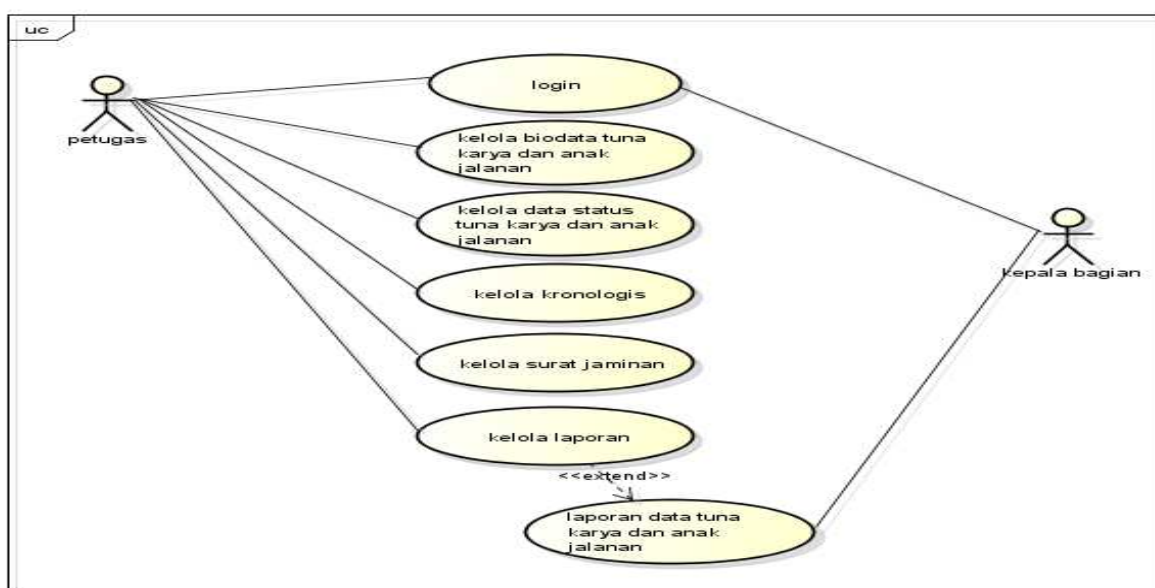 uc
petugas
login
kelola biodata tuna
karya dan anak
jalanan
kelola data status
tuna karya dan anak
jalanan
kelola kronologis
kepala bagian
kelola surat jaminan
kelola laporan
<<extend>>
laporan data tuna
karya dan anak
jalanan